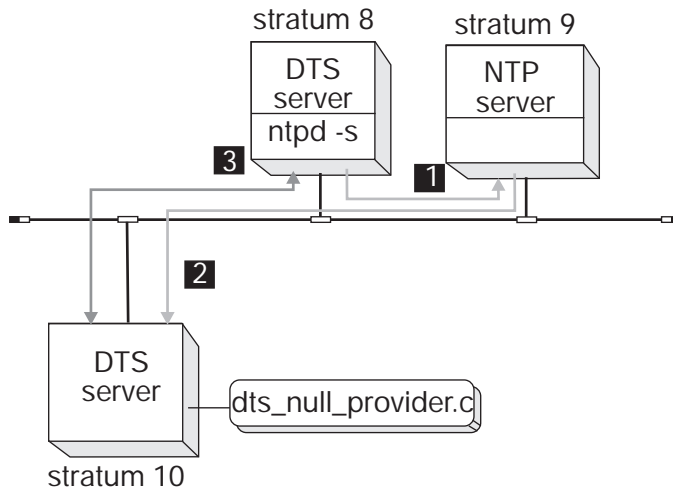 stratum 8
stratum 9
DTS
server
ntpd -s
NTP
server
3
1
2
DTS
server
dts_null_provider.c
stratum 10